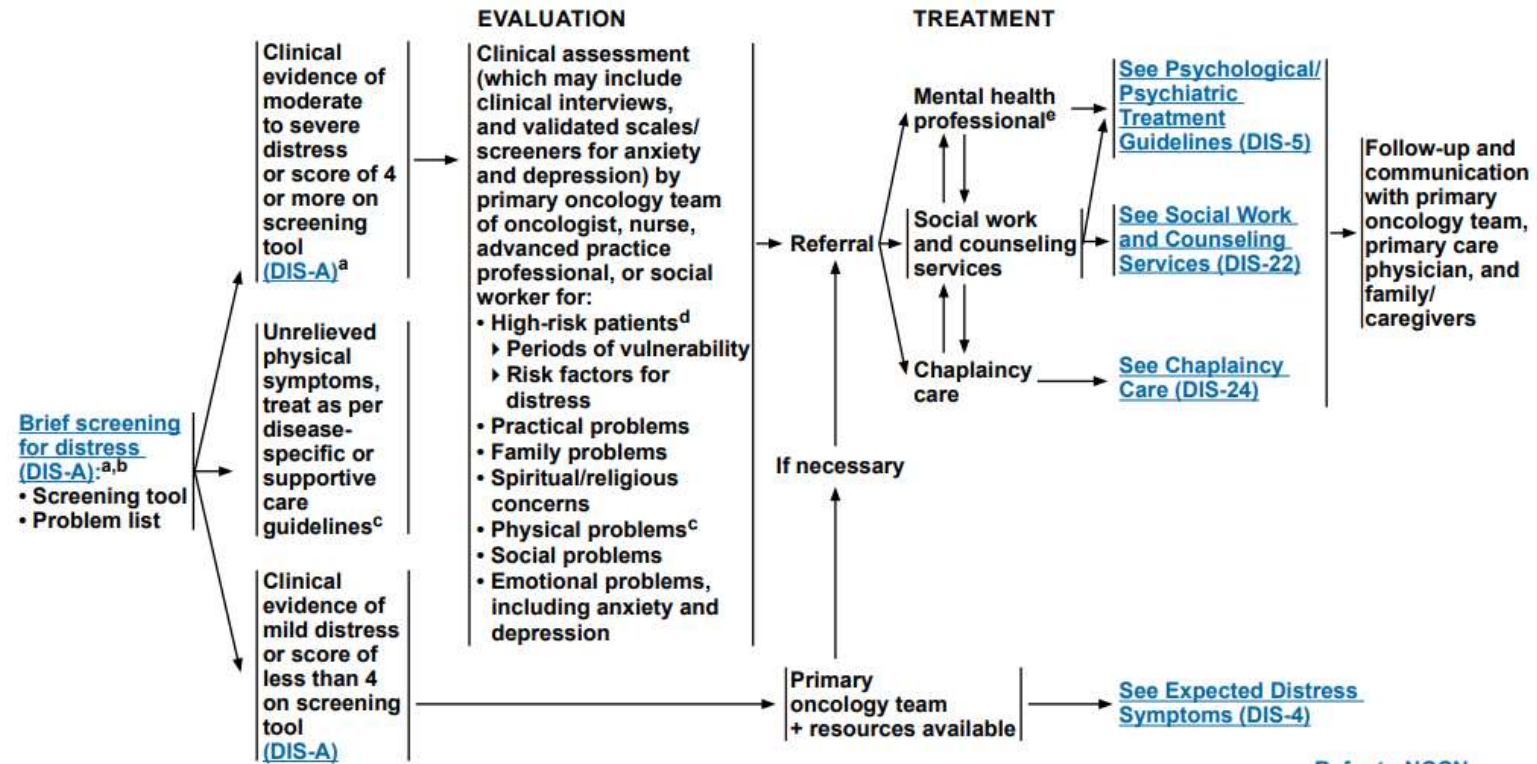 EVALUATION
TREATMENT
Brief screening
for distress
(DIS-A):a,b
• Screening tool
• Problem list
Clinical
evidence of
moderate
to severe
distress
or score of 4
or more on
screening
tool
(DIS-A)a
Unrelieved
physical
symptoms,
treat as per
disease-
specific or
supportive
care
guidelinesc
Clinical
evidence of
mild distress
or score of
less than 4
on screening
tool
(DIS-A)
Clinical assessment
(which may include
clinical interviews,
and validated scales/
screeners for anxiety
and depression) by
primary oncology team
of oncologist, nurse,
advanced practice
professional, or social
worker for:
• High-risk patientsd
▸ Periods of vulnerability
▸ Risk factors for
distress
• Practical problems
• Family problems
• Spiritual/religious
concerns
• Physical problemsc
• Social problems
• Emotional problems,
including anxiety and
depression
Referral
If necessary
Primary
oncology team
+ resources available
Mental health
professionale
Social work
and counseling
services
Chaplaincy
care
See Psychological/
Psychiatric
Treatment
Guidelines (DIS-5)
See Social Work
and Counseling
Services (DIS-22)
See Chaplaincy
Care (DIS-24)
See Expected Distress
Symptoms (DIS-4)
Follow-up and
communication
with primary
oncology team,
primary care
physician, and
family/
caregivers